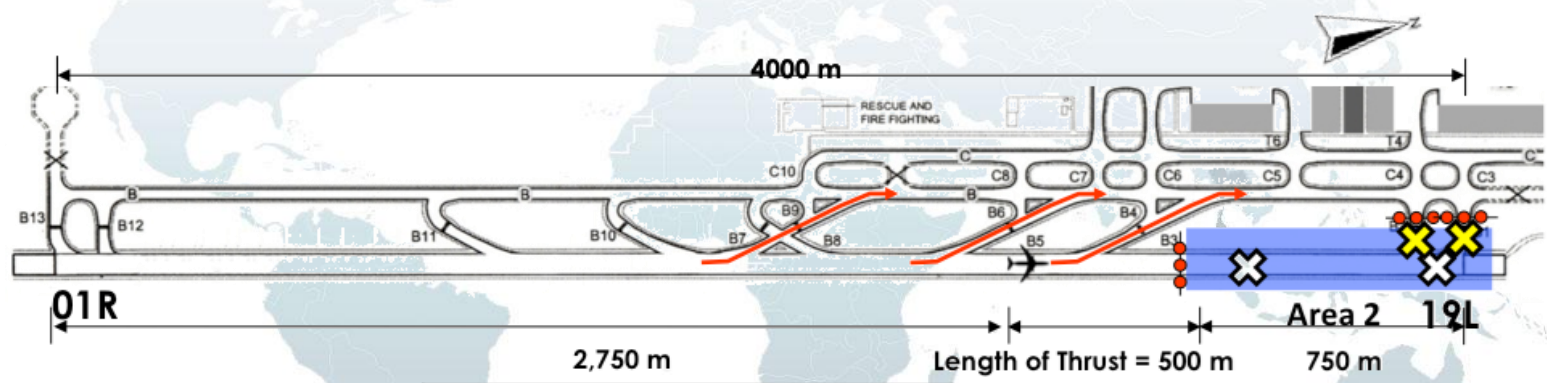 Z
4000 m
RESCUE AND
FIRE FIGHTING
T6
T4
C
C
C10
C8
C7
C6
C5
C4
C3
B
B
B
B13
B12
B11
B10
B9
B7
B8
B6
B5
B4
B3
01R
Area 2
19L
2,750 m
Length of Thrust = 500 m
750 m